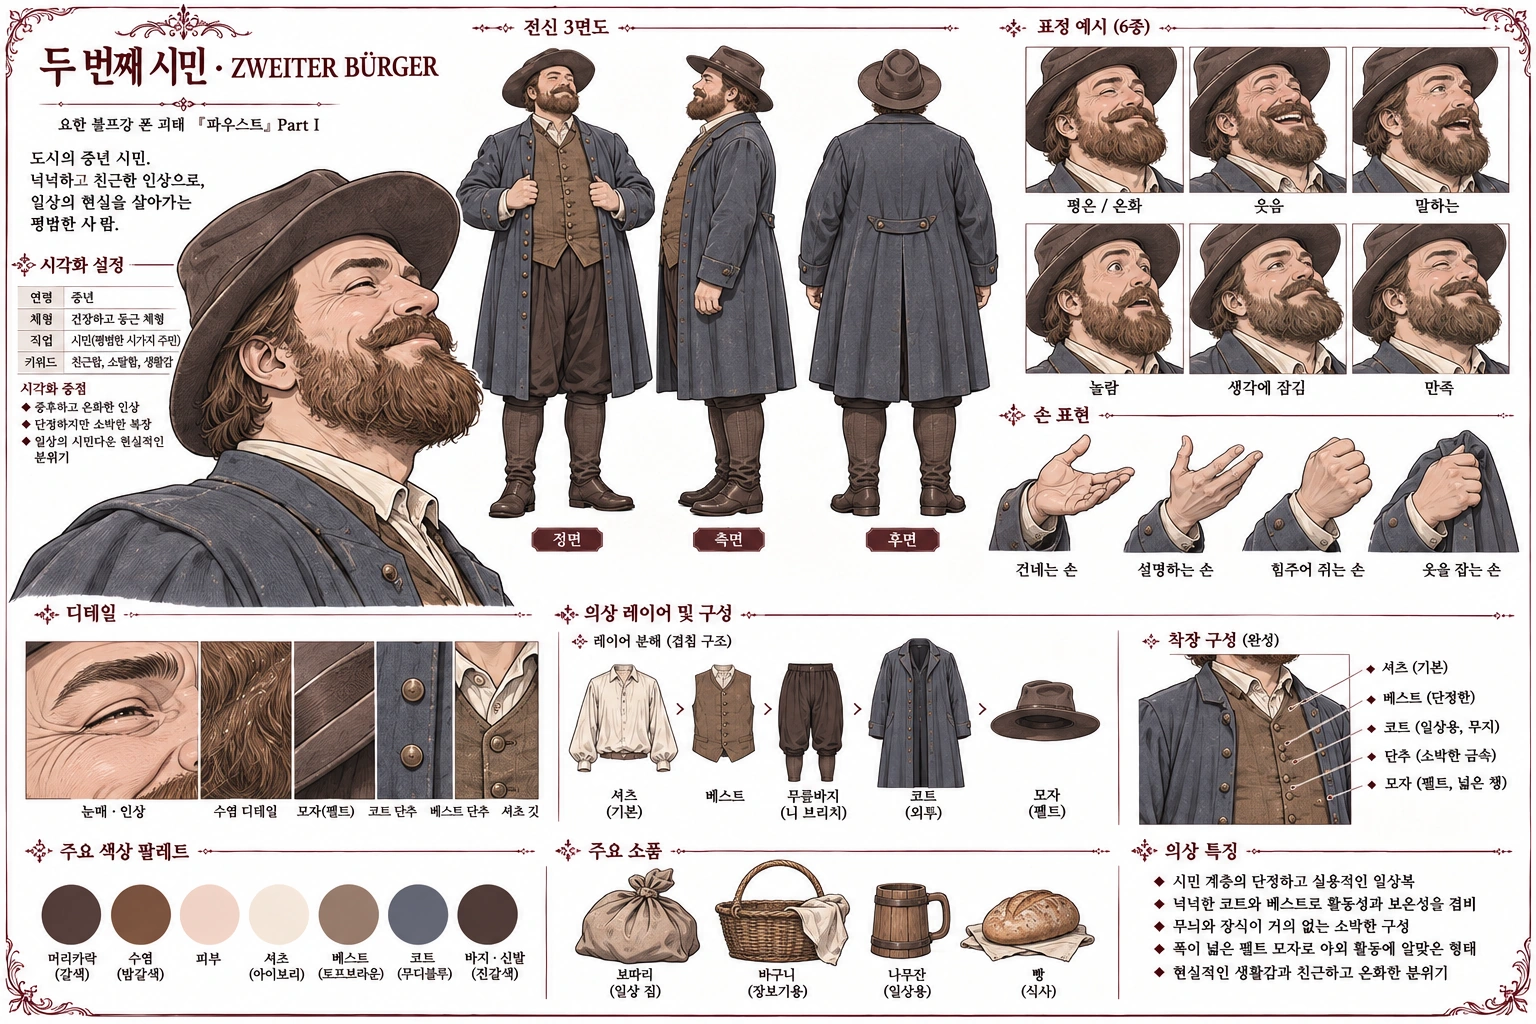 두 번째 시민 · ZWEITER BÜRGER
요한 볼프강 폰 괴태 『파우스트』 Part I
도시의 중년 시민.
넉넉하고 친근한 인상으로,
일상의 현실을 살아가는
평범한 사람.
시각화 설정
연령 중년
체형 건장하고 둥근 체형
직업 시민(평범한 시가지 주민)
키워드 친근함, 소탈함, 생활감
시각화 중점
◆ 중후하고 온화한 인상
◆ 단정하지만 소박한 복장
◆ 일상의 시민다운 현실적인
분위기
전신 3면도
정면
측면
후면
표정 예시 (6종)
평온 / 온화
웃음
말하는
놀람
생각에 잠김
만족
손 표현
건네는 손
설명하는 손
힘주어 쥐는 손
옷을 잡는 손
디테일
눈매 · 인상
수염 디테일
모자(펠트)
코트 단추
베스트 단추
셔츠 깃
의상 레이어 및 구성
레이어 분해 (겹침 구조)
셔츠
(기본)
베스트
무릎바지
(니 브리치)
코트
(외투)
모자
(펠트)
착장 구성 (완성)
◆ 셔츠 (기본)
◆ 베스트 (단정한)
◆ 코트 (일상용, 무지)
◆ 단추 (소박한 금속)
◆ 모자 (펠트, 넓은 챙)
주요 색상 팔레트
머리카락
(갈색)
수염
(밤갈색)
피부
셔츠
(아이보리)
베스트
(토프브라운)
코트
(무디블루)
바지 · 신발
(진갈색)
주요 소품
보따리
(일상 짐)
바구니
(장보기용)
나무잔
(일상용)
빵
(식사)
의상 특징
◆ 시민 계층의 단정하고 실용적인 일상복
◆ 넉넉한 코트와 베스트로 활동성과 보온성을 겸비
◆ 무늬와 장식이 거의 없는 소박한 구성
◆ 폭이 넓은 펠트 모자로 야외 활동에 알맞은 형태
◆ 현실적인 생활감과 친근하고 온화한 분위기